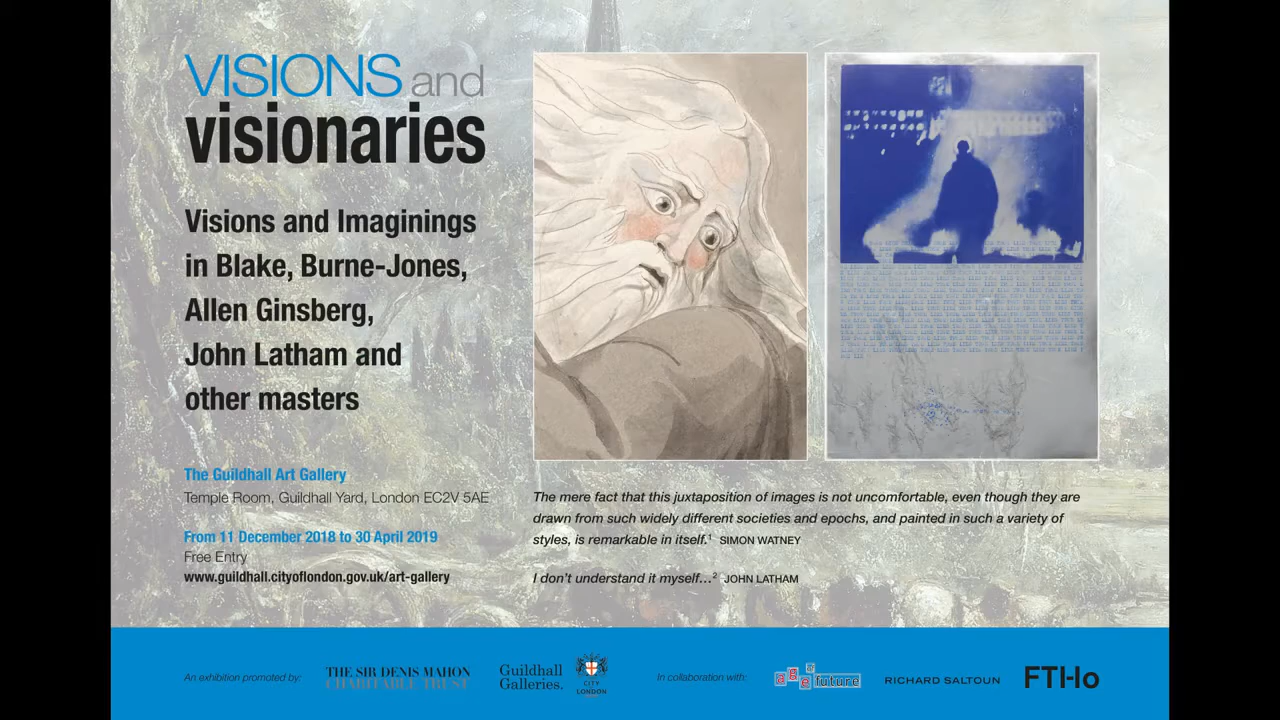 VISIONS and
visionaries
Visions and Imaginings
in Blake, Burne-Jones,
Allen Ginsberg,
John Latham and
other masters
The Guildhall Art Gallery
Temple Room, Guildhall Yard, London EC2V 5AE
From 11 December 2018 to 30 April 2019
Free Entry
www.guildhall.cityoflondon.gov.uk/art-gallery
The mere fact that this juxtaposition of images is not uncomfortable, even though they are
drawn from such widely different societies and epochs, and painted in such a variety of
styles, is remarkable in itself.¹ SIMON WATNEY
I don't understand it myself…² JOHN LATHAM
An exhibition promoted by:
THE SIR DENIS MAHON
CHARITABLE TRUST
Guildhall
Galleries.
CITY
OF
LONDON
In collaboration with:
future
RICHARD SALTOUN